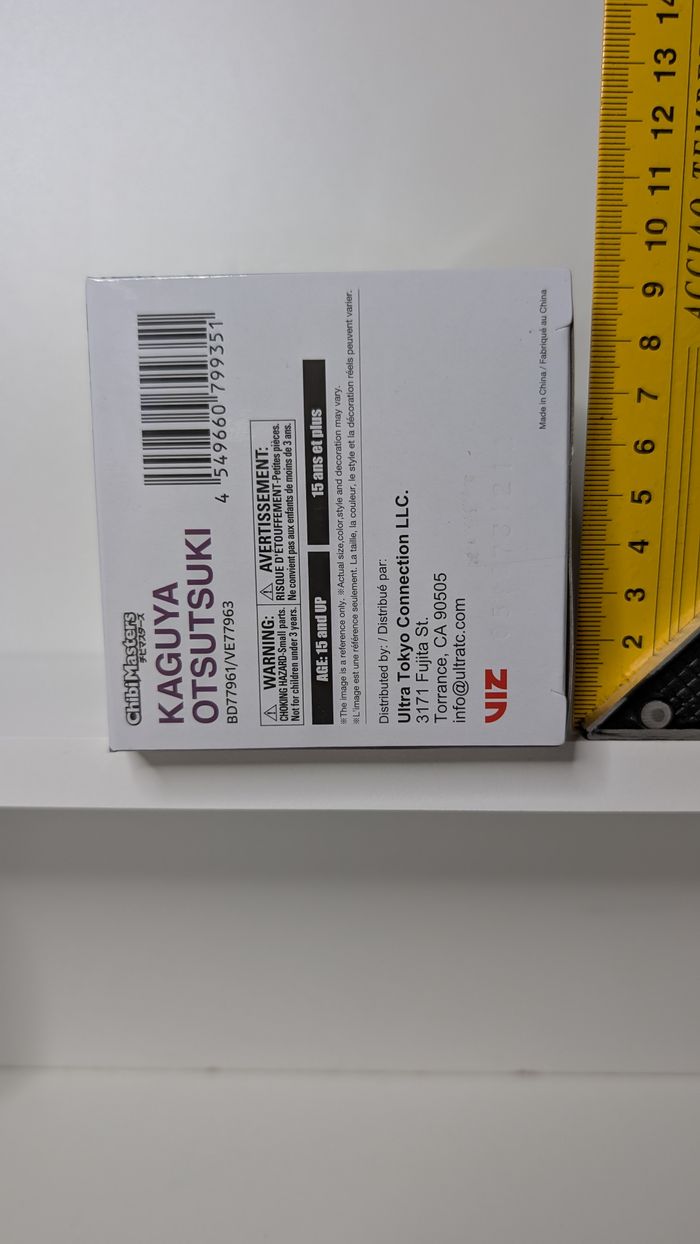 ChibiMasters
チビマスターズ
KAGUYA
OTSUTSUKI
BD77961/VE77963
4 549660 799351
WARNING:
CHOKING HAZARD-Small parts.
Not for children under 3 years.
AVERTISSEMENT:
RISQUE D'ETOUFFEMENT-Petites pièces.
Ne convient pas aux enfants de moins de 3 ans.
AGE: 15 and UP
15 ans et plus
※The image is a reference only. ※Actual size,color,style and decoration may vary.
※L'image est une référence seulement. La taille, la couleur, le style et la décoration réels peuvent varier.
Distributed by: / Distribué par:
Ultra Tokyo Connection LLC.
3171 Fujita St.
Torrance, CA 90505
info@ultratc.com
VIZ
Made in China / Fabriqué au China
2 3 4 5 6 7 8 9 10 11 12 13 14
ACCIAO